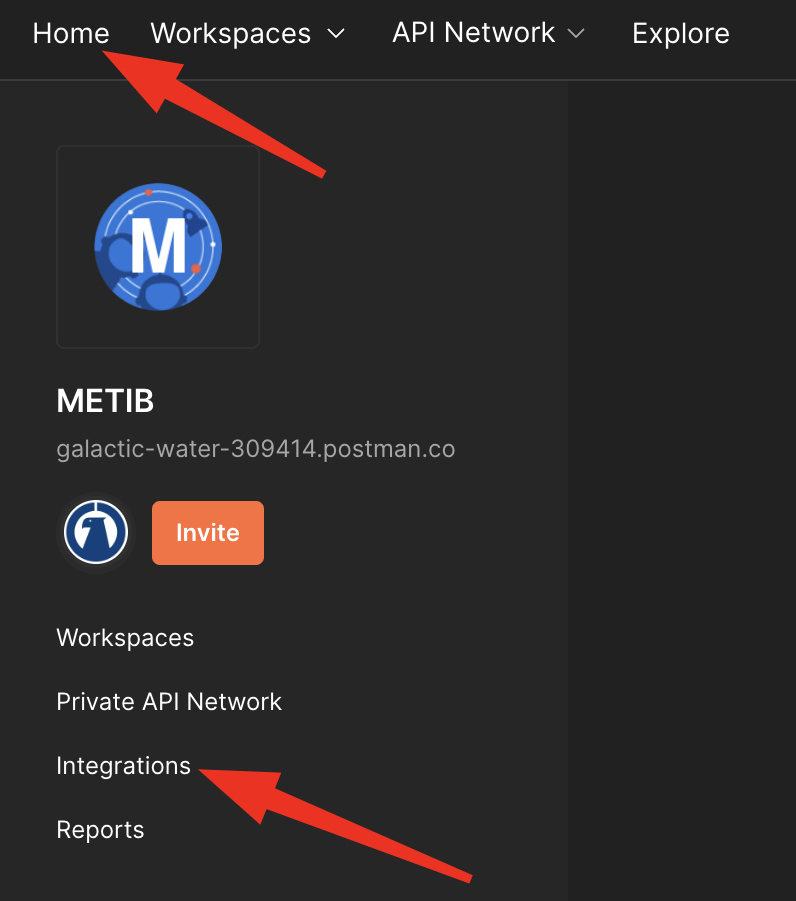 Home Workspaces API Network Explore
M
METIB
galactic-water-309414.postman.co
Invite
Workspaces
Private API Network
Integrations
Reports